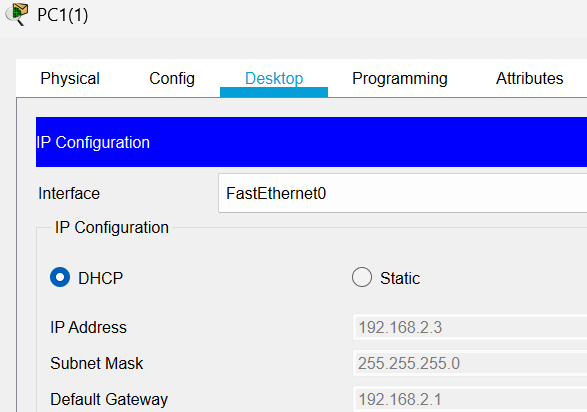 PC1(1)
Physical Config Desktop Programming Attributes
IP Configuration
Interface FastEthernet0
IP Configuration
DHCP Static
IP Address 192.168.2.3
Subnet Mask 255.255.255.0
Default Gateway 192.168.2.1